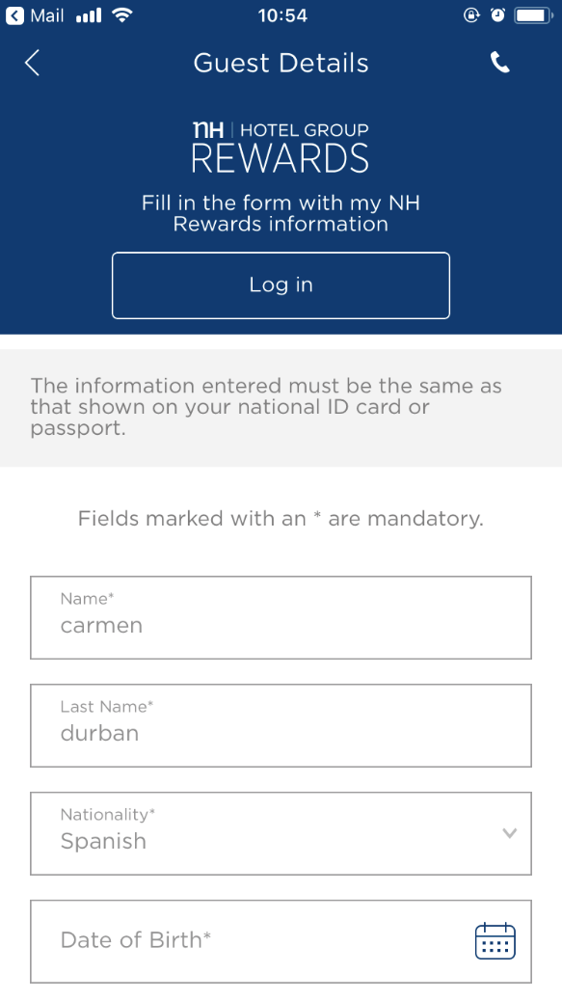 Mail 10:54
Guest Details
nH | HOTEL GROUP
REWARDS
Fill in the form with my NH
Rewards information
Log in
The information entered must be the same as
that shown on your national ID card or
passport.
Fields marked with an * are mandatory.
Name*
carmen
Last Name*
durban
Nationality*
Spanish
Date of Birth*